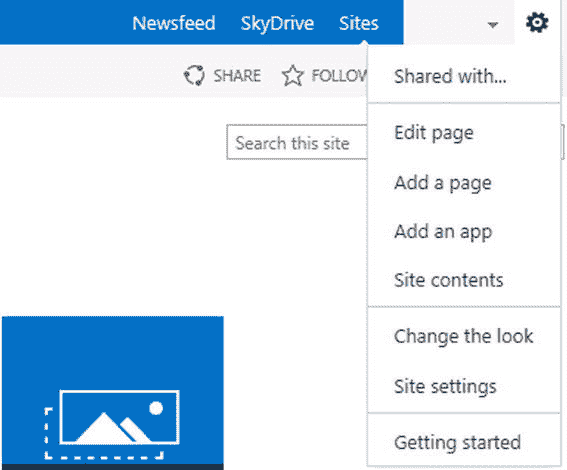 Newsfeed SkyDrive Sites
SHARE FOLLOW
Shared with...
Search this site
Edit page
Add a page
Add an app
Site contents
Change the look
Site settings
Getting started